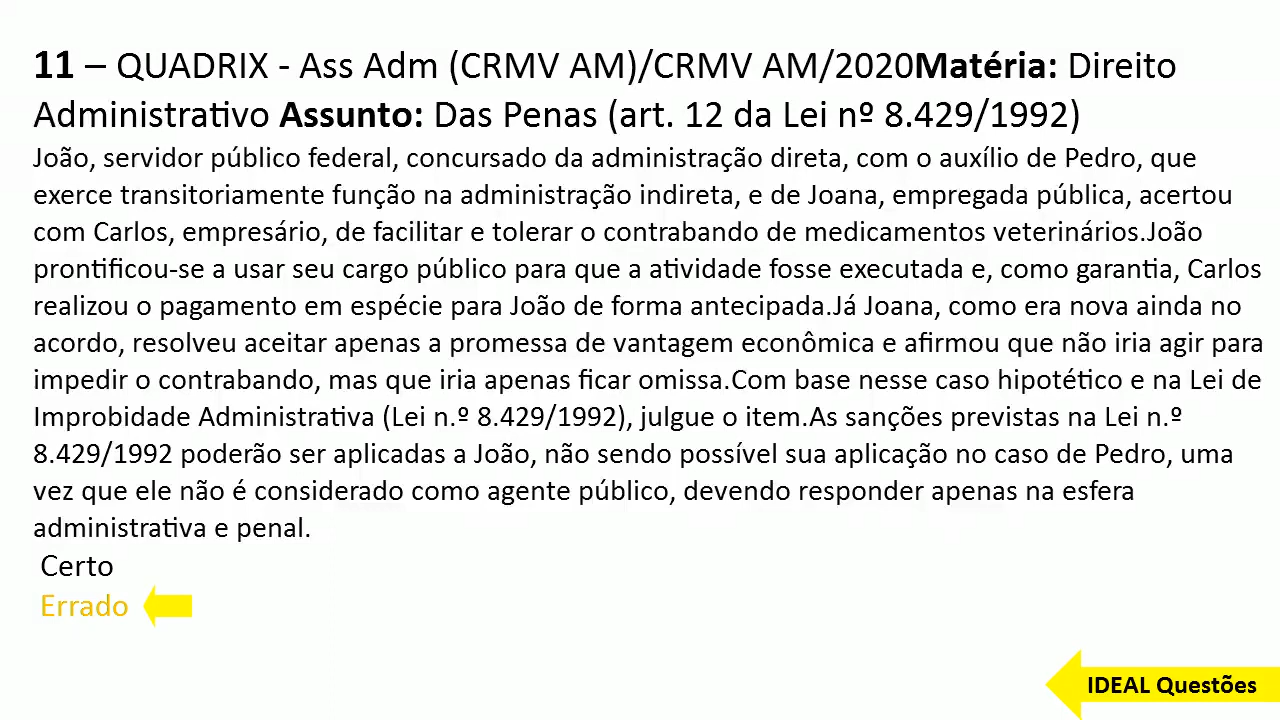 11 – QUADRIX - Ass Adm (CRMV AM)/CRMV AM/2020Matéria: Direito
Administrativo Assunto: Das Penas (art. 12 da Lei nº 8.429/1992)
João, servidor público federal, concursado da administração direta, com o auxílio de Pedro, que
exerce transitoriamente função na administração indireta, e de Joana, empregada pública, acertou
com Carlos, empresário, de facilitar e tolerar o contrabando de medicamentos veterinários.João
prontificou-se a usar seu cargo público para que a atividade fosse executada e, como garantia, Carlos
realizou o pagamento em espécie para João de forma antecipada.Já Joana, como era nova ainda no
acordo, resolveu aceitar apenas a promessa de vantagem econômica e afirmou que não iria agir para
impedir o contrabando, mas que iria apenas ficar omissa.Com base nesse caso hipotético e na Lei de
Improbidade Administrativa (Lei n.º 8.429/1992), julgue o item.As sanções previstas na Lei n.º
8.429/1992 poderão ser aplicadas a João, não sendo possível sua aplicação no caso de Pedro, uma
vez que ele não é considerado como agente público, devendo responder apenas na esfera
administrativa e penal.
Certo
Errado
IDEAL Questões